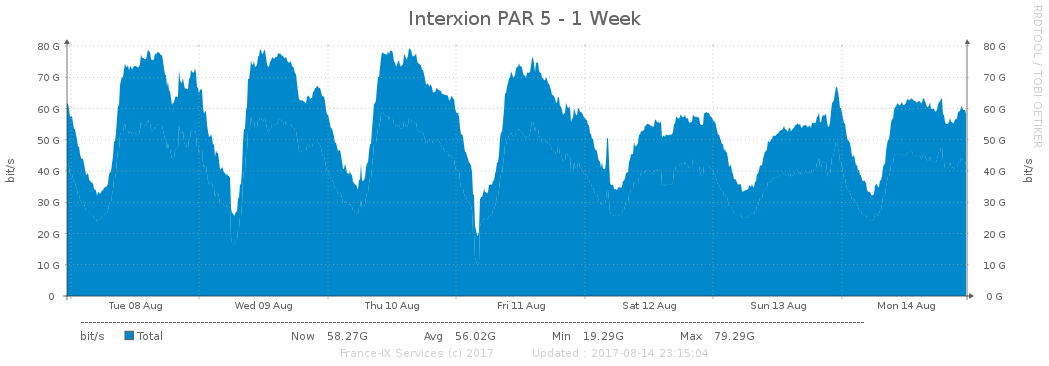 Interxion PAR 5 - 1 Week
RRDTOOL / TOBI OETIKER
bit/s
80 G
70 G
60 G
50 G
40 G
30 G
20 G
10 G
0
80 G
70 G
60 G
50 G
40 G
30 G
20 G
10 G
0 G
bit/s
Tue 08 Aug Wed 09 Aug Thu 10 Aug Fri 11 Aug Sat 12 Aug Sun 13 Aug Mon 14 Aug
bit/s Total Now 58.27G Avg 56.02G Min 19.29G Max 79.29G
France-IX Services (c) 2017 Updated : 2017-08-14 23:15:04